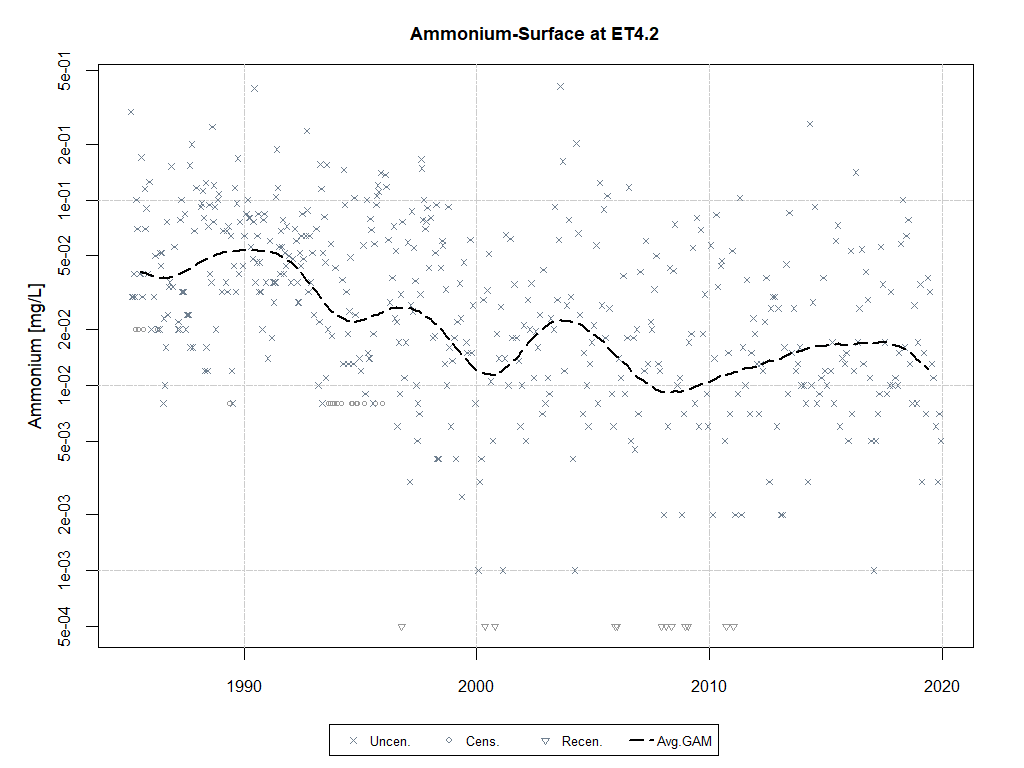 Ammonium-Surface at ET4.2
Ammonium [mg/L]
5e-01
2e-01
1e-01
5e-02
2e-02
1e-02
5e-03
2e-03
1e-03
5e-04
1990 2000 2010 2020
Uncen. Cens. Recen. Avg.GAM